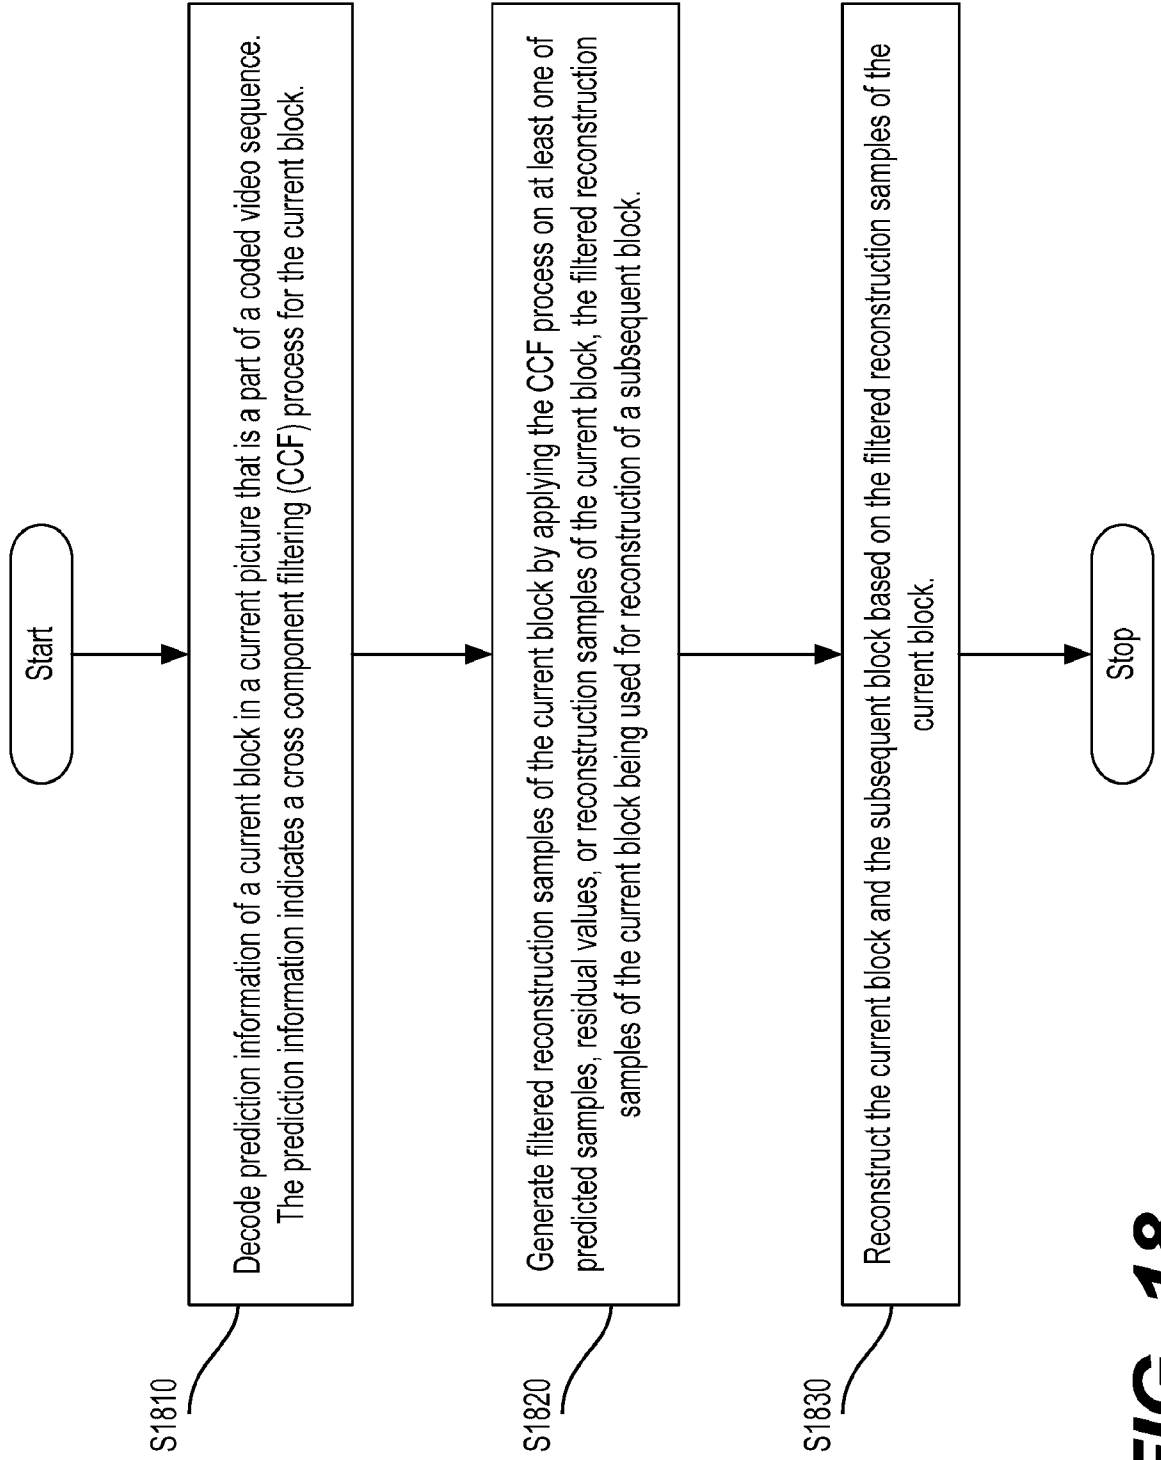 Start
S1810
Decode prediction information of a current block in a current picture that is a part of a coded video sequence.
The prediction information indicates a cross component filtering (CCF) process for the current block.
S1820
Generate filtered reconstruction samples of the current block by applying the CCF process on at least one of
predicted samples, residual values, or reconstruction samples of the current block, the filtered reconstruction
samples of the current block being used for reconstruction of a subsequent block.
S1830
Reconstruct the current block and the subsequent block based on the filtered reconstruction samples of the
current block.
Stop
FIG. 18